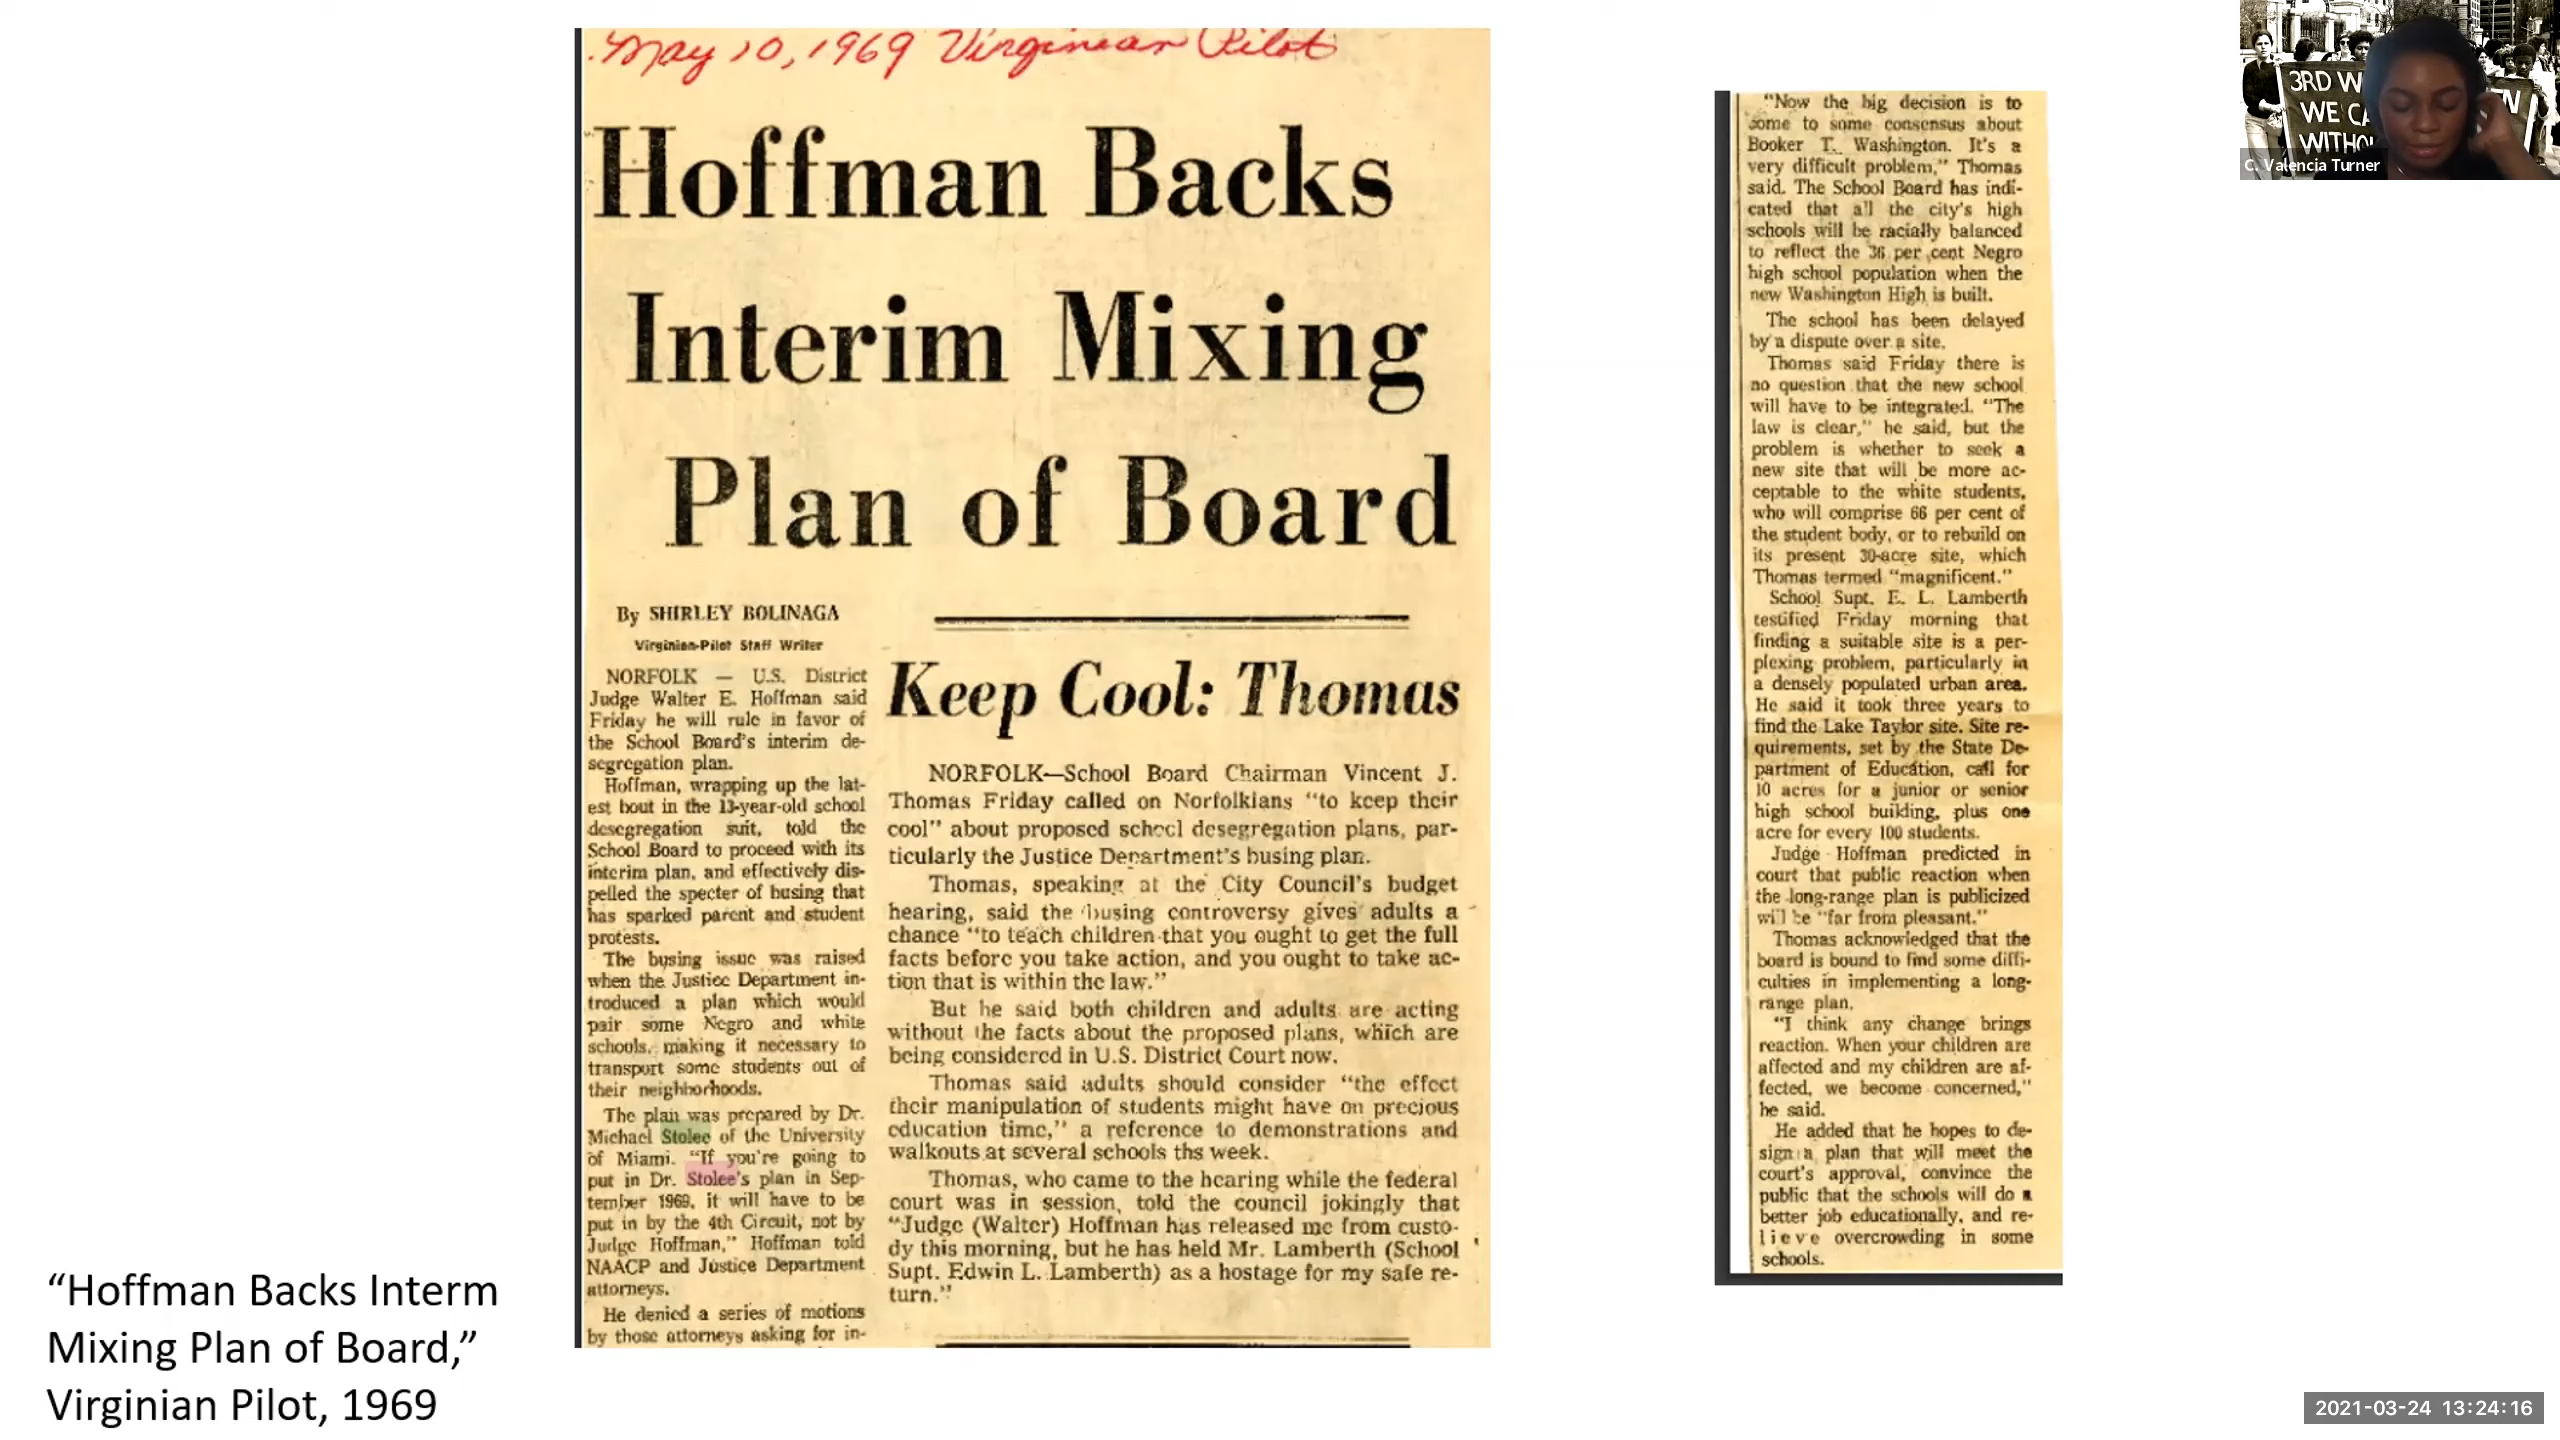 May 10, 1969 Virginian Pilot
Hoffman Backs
Interim Mixing
Plan of Board
By SHIRLEY BOLINAGA
Virginian-Pilot Staff Writer
NORFOLK — U.S. District
Judge Walter E. Hoffman said
Friday he will rule in favor of
the School Board's interim de-
segregation plan.
Hoffman, wrapping up the lat-
est bout in the 13-year-old school
desegregation suit, told the
School Board to proceed with its
interim plan, and effectively dis-
pelled the specter of busing that
has sparked parent and student
protests.
The busing issue was raised
when the Justice Department in-
troduced a plan which would
pair some Negro and white
schools, making it necessary to
transport some students out of
their neighborhoods.
The plan was prepared by Dr.
Michael Stolee of the University
of Miami. “If you're going to
put in Dr. Stolee's plan in Sep-
tember 1969, it will have to be
put in by the 4th Circuit, not by
Judge Hoffman,” Hoffman told
NAACP and Justice Department
attorneys.
He denied a series of motions
by those attorneys asking for in-
Keep Cool: Thomas
NORFOLK—School Board Chairman Vincent J.
Thomas Friday called on Norfolkians “to keep their
cool” about proposed school desegregation plans, par-
ticularly the Justice Department's busing plan.
Thomas, speaking at the City Council's budget
hearing, said the busing controversy gives adults a
chance “to teach children that you ought to get the full
facts before you take action, and you ought to take ac-
tion that is within the law.”
But he said both children and adults are acting
without the facts about the proposed plans, which are
being considered in U.S. District Court now.
Thomas said adults should consider “the effect
their manipulation of students might have on precious
education time,” a reference to demonstrations and
walkouts at several schools ths week.
Thomas, who came to the hearing while the federal
court was in session, told the council jokingly that
“Judge (Walter) Hoffman has released me from custo-
dy this morning, but he has held Mr. Lamberth (School
Supt. Edwin L. Lamberth) as a hostage for my safe re-
turn.”
“Now the big decision is to
come to some consensus about
Booker T. Washington. It's a
very difficult problem,” Thomas
said. The School Board has indi-
cated that all the city's high
schools will be racially balanced
to reflect the 36 per cent Negro
high school population when the
new Washington High is built.
The school has been delayed
by a dispute over a site.
Thomas said Friday there is
no question that the new school
will have to be integrated. “The
law is clear,” he said, but the
problem is whether to seek a
new site that will be more ac-
ceptable to the white students,
who will comprise 66 per cent of
the student body, or to rebuild on
its present 30-acre site, which
Thomas termed “magnificent.”
School Supt. E. L. Lamberth
testified Friday morning that
finding a suitable site is a per-
plexing problem, particularly in
a densely populated urban area.
He said it took three years to
find the Lake Taylor site. Site re-
quirements, set by the State De-
partment of Education, call for
10 acres for a junior or senior
high school building, plus one
acre for every 100 students.
Judge Hoffman predicted in
court that public reaction when
the long-range plan is publicized
will be “far from pleasant.”
Thomas acknowledged that the
board is bound to find some diffi-
culties in implementing a long-
range plan.
“I think any change brings
reaction. When your children are
affected and my children are af-
fected, we become concerned,”
he said.
He added that he hopes to de-
sign a plan that will meet the
court's approval, convince the
public that the schools will do a
better job educationally, and re-
lieve overcrowding in some
schools.
“Hoffman Backs Interm
Mixing Plan of Board,”
Virginian Pilot, 1969
3RD W
WE CA
WITHO
N
C. Valencia Turner
2021-03-24 13:24:16